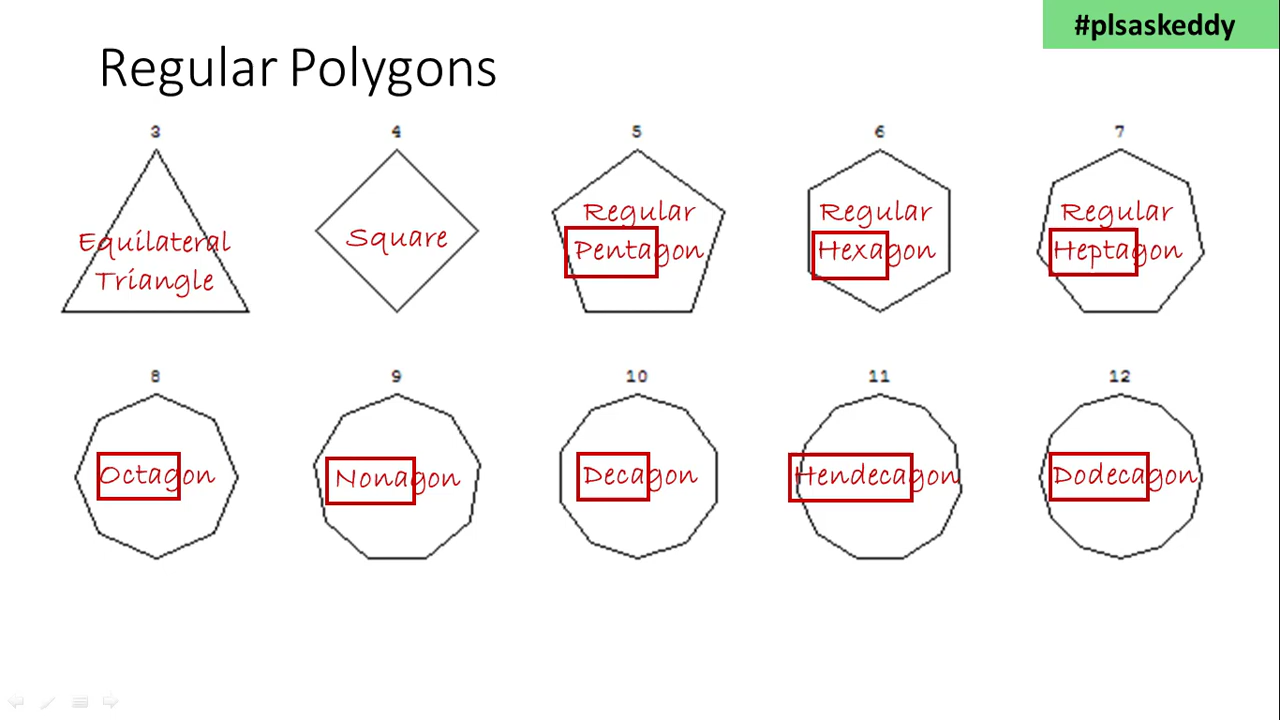 #plsaskeddy
Regular Polygons
3
4
5
6
7
Equilateral
Triangle
Square
Regular
Pentagon
Regular
Hexagon
Regular
Heptagon
8
9
10
11
12
Octagon
Nonagon
Decagon
Hendecagon
Dodecagon